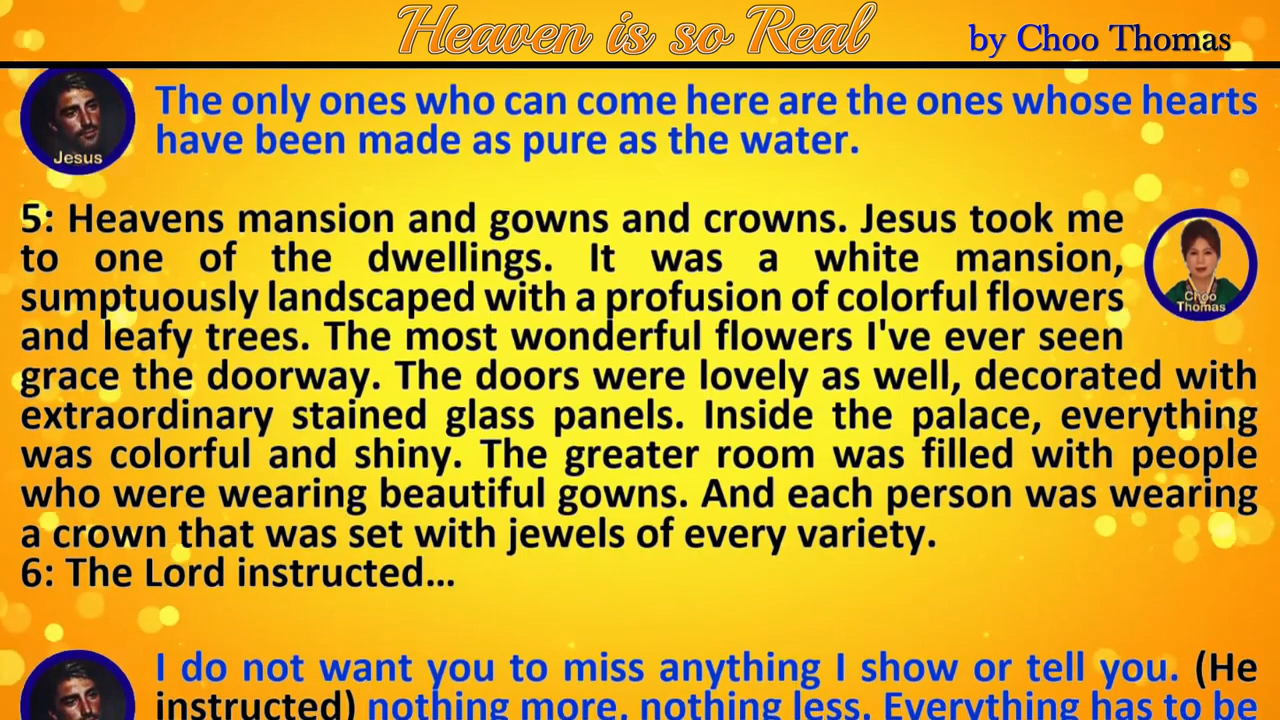 Heaven is so Real
by Choo Thomas
The only ones who can come here are the ones whose hearts
have been made as pure as the water.
Jesus
5: Heavens mansion and gowns and crowns. Jesus took me
to one of the dwellings. It was a white mansion,
sumptuously landscaped with a profusion of colorful flowers
and leafy trees. The most wonderful flowers I've ever seen
Choo
Thomas
grace the doorway. The doors were lovely as well, decorated with
extraordinary stained glass panels. Inside the palace, everything
was colorful and shiny. The greater room was filled with people
who were wearing beautiful gowns. And each person was wearing
a crown that was set with jewels of every variety.
6: The Lord instructed...
I do not want you to miss anything I show or tell you. (He
instructed) nothing more, nothing less. Everything has to be